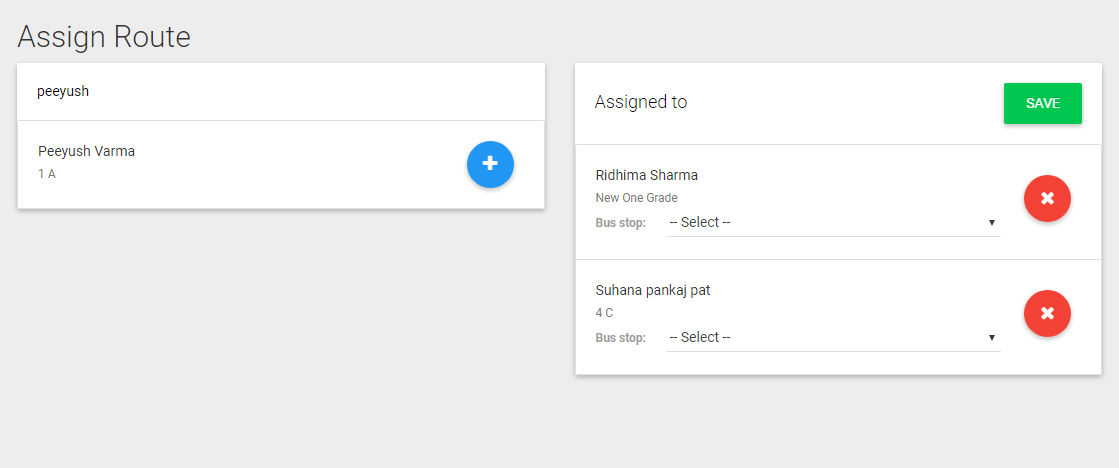 Assign Route
peeyush
Peeyush Varma
1 A
Assigned to
SAVE
Ridhima Sharma
New One Grade
Bus stop: -- Select --
Suhana pankaj pat
4 C
Bus stop: -- Select --